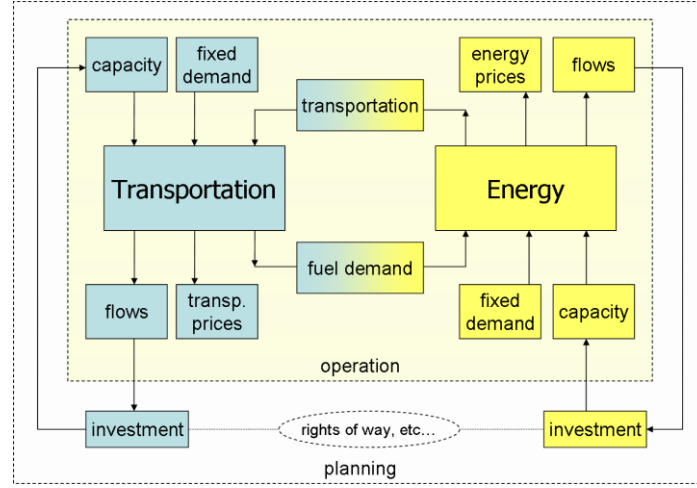 capacity
fixed
demand
energy
prices
flows
transportation
Transportation
Energy
fuel demand
flows
transp.
prices
fixed
demand
capacity
operation
investment
rights of way, etc...
investment
planning